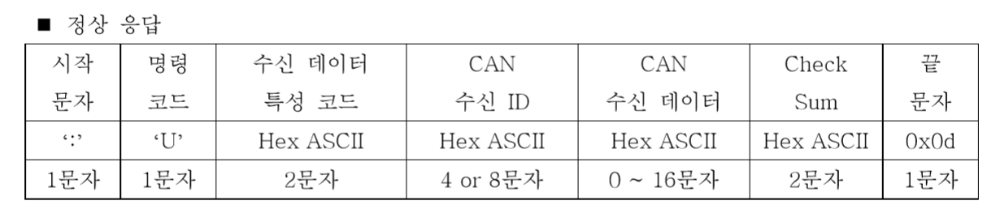 ■ 정상 응답
시작 명령 수신 데이터 CAN CAN Check 끝
문자 코드 특성 코드 수신 ID 수신 데이터 Sum 문자
‘:’ ‘U’ Hex ASCII Hex ASCII Hex ASCII Hex ASCII 0x0d
1문자 1문자 2문자 4 or 8문자 0 ~ 16문자 2문자 1문자